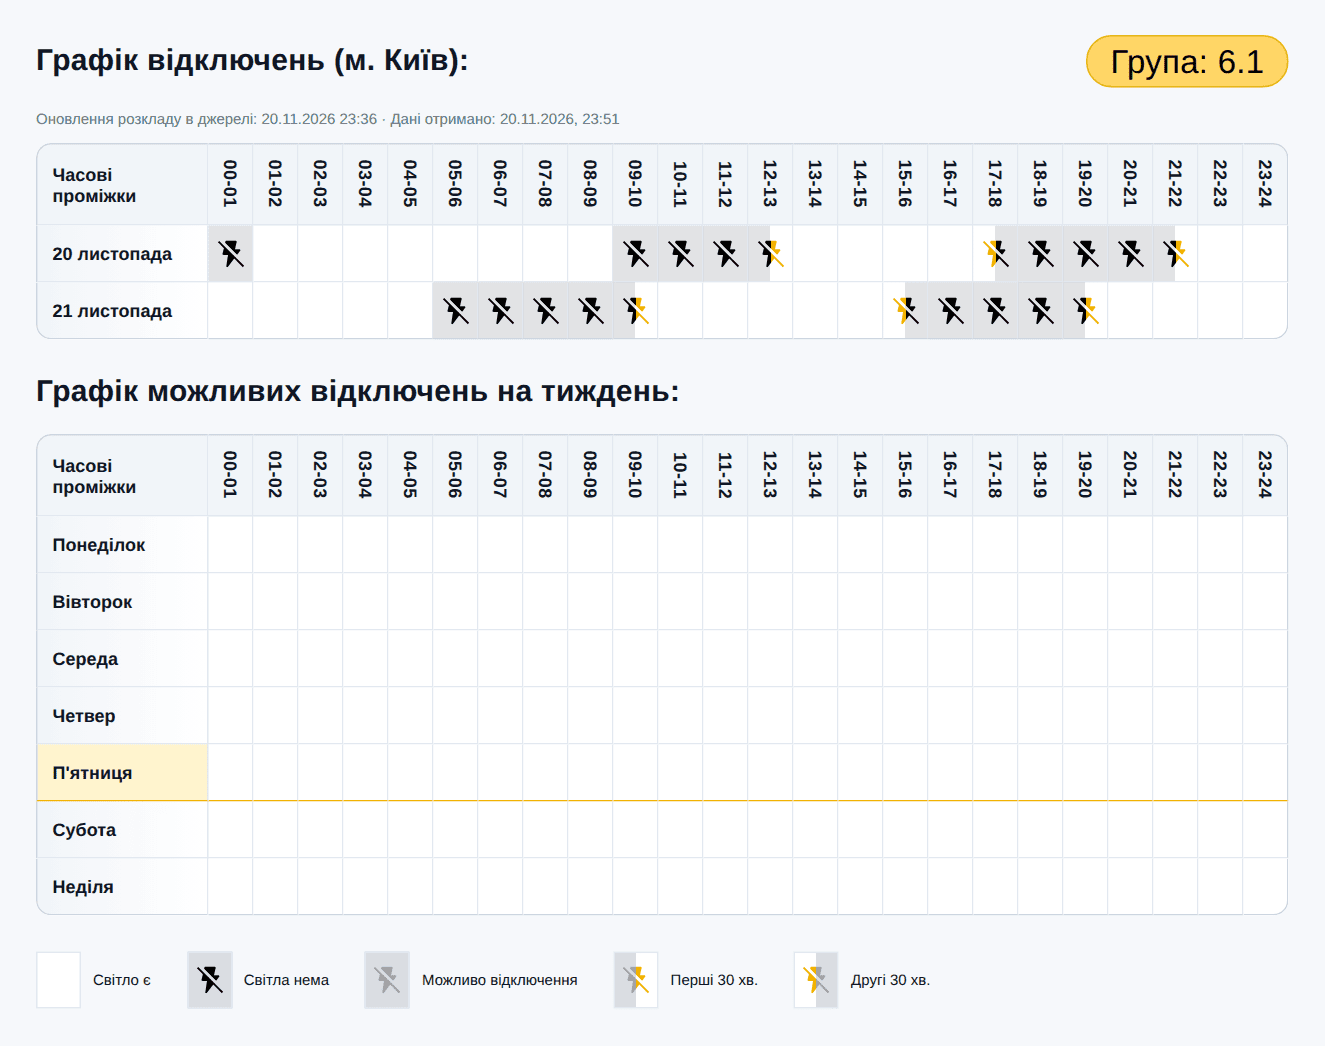 Графік відключень (м. Київ):
Група: 6.1
Оновлення розкладу в джерелі: 20.11.2026 23:36 · Дані отримано: 20.11.2026, 23:51
Часові
проміжки
00-01 01-02 02-03 03-04 04-05 05-06 06-07 07-08 08-09 09-10 10-11 11-12 12-13 13-14 14-15 15-16 16-17 17-18 18-19 19-20 20-21 21-22 22-23 23-24
20 листопада
21 листопада
Графік можливих відключень на тиждень:
Часові
проміжки
00-01 01-02 02-03 03-04 04-05 05-06 06-07 07-08 08-09 09-10 10-11 11-12 12-13 13-14 14-15 15-16 16-17 17-18 18-19 19-20 20-21 21-22 22-23 23-24
Понеділок
Вівторок
Середа
Четвер
П'ятниця
Субота
Неділя
Світло є
Світла нема
Можливо відключення
Перші 30 хв.
Другі 30 хв.